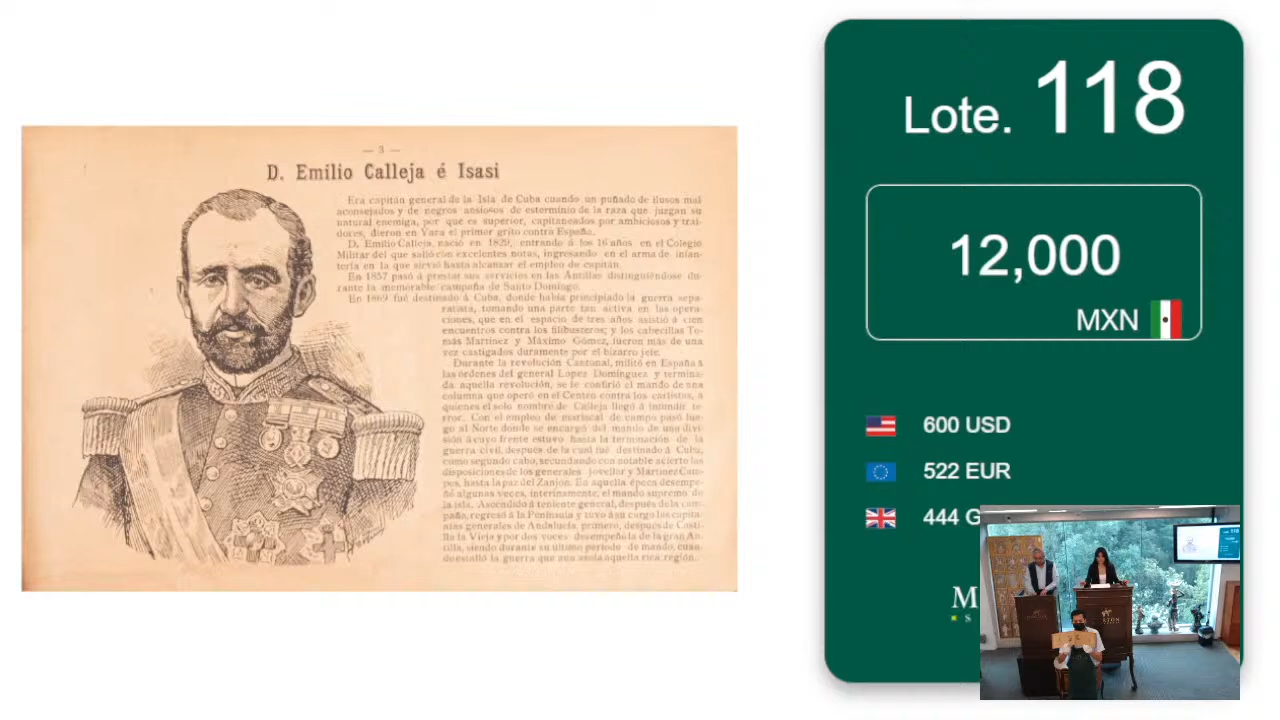 — 3 —
D. Emilio Calleja é Isasi
Era capitán general de la Isla de Cuba cuando un puñado de ilusos mal
aconsejados y de negros ansiosos de esterminio de la raza que juzgan su
natural enemiga, por que es superior, capitaneados por ambiciosos y trai-
dores, dieron en Yara el primer grito contra España.
D. Emilio Calleja, nació en 1829, entrando á los 16 años en el Colegio
Militar del que salió con excelentes notas, ingresando en el arma de infan-
tería en la que sirvió hasta alcanzar el empleo de capitán.
En 1857 pasó á prestar sus servicios en las Antillas distinguiéndose du-
rante la memorable campaña de Santo Domingo.
En 1869 fué destinado á Cuba, donde había principiado la guerra sepa-
ratista, tomando una parte tan activa en las opera-
ciones, que en el espacio de tres años asistió á cien
encuentros contra los filibusteros; y los cabecillas To-
más Martinez y Máximo Gómez, fueron más de una
vez castigados duramente por el bizarro jefe.
Durante la revolución Cantonal, militó en España á
las órdenes del general Lopez Dominguez y termina-
da aquella revolución, se le confirió el mando de una
columna que operó en el Centro contra los carlistas, á
quienes el solo nombre de Calleja llegó á infundir te-
rror. Con el empleo de mariscal de campo pasó lue-
go al Norte donde se encargó del mando de una divi-
sión á cuyo frente estuvo hasta la terminación de la
guerra civil, después de la cual fué destinado á Cuba,
como segundo cabo, secundando con notable acierto las
disposiciones de los generales Jovellar y Martinez Cam-
pos, hasta la paz del Zanjón. En aquella época desempe-
ñó algunas veces, interinamente, el mando supremo de
la isla. Ascendido á teniente general, después de la cam-
paña, regresó á la Península y tuvo á su cargo las capita-
nías generales de Andalucía, primero, después de Casti-
lla la Vieja y por dos veces desempeñó la de la gran An-
tilla, siendo durante su último período de mando, cuan-
do estalló la guerra que aun asola aquella rica región.
Lote. 118
12,000
MXN
600 USD
522 EUR
444 G
M
S